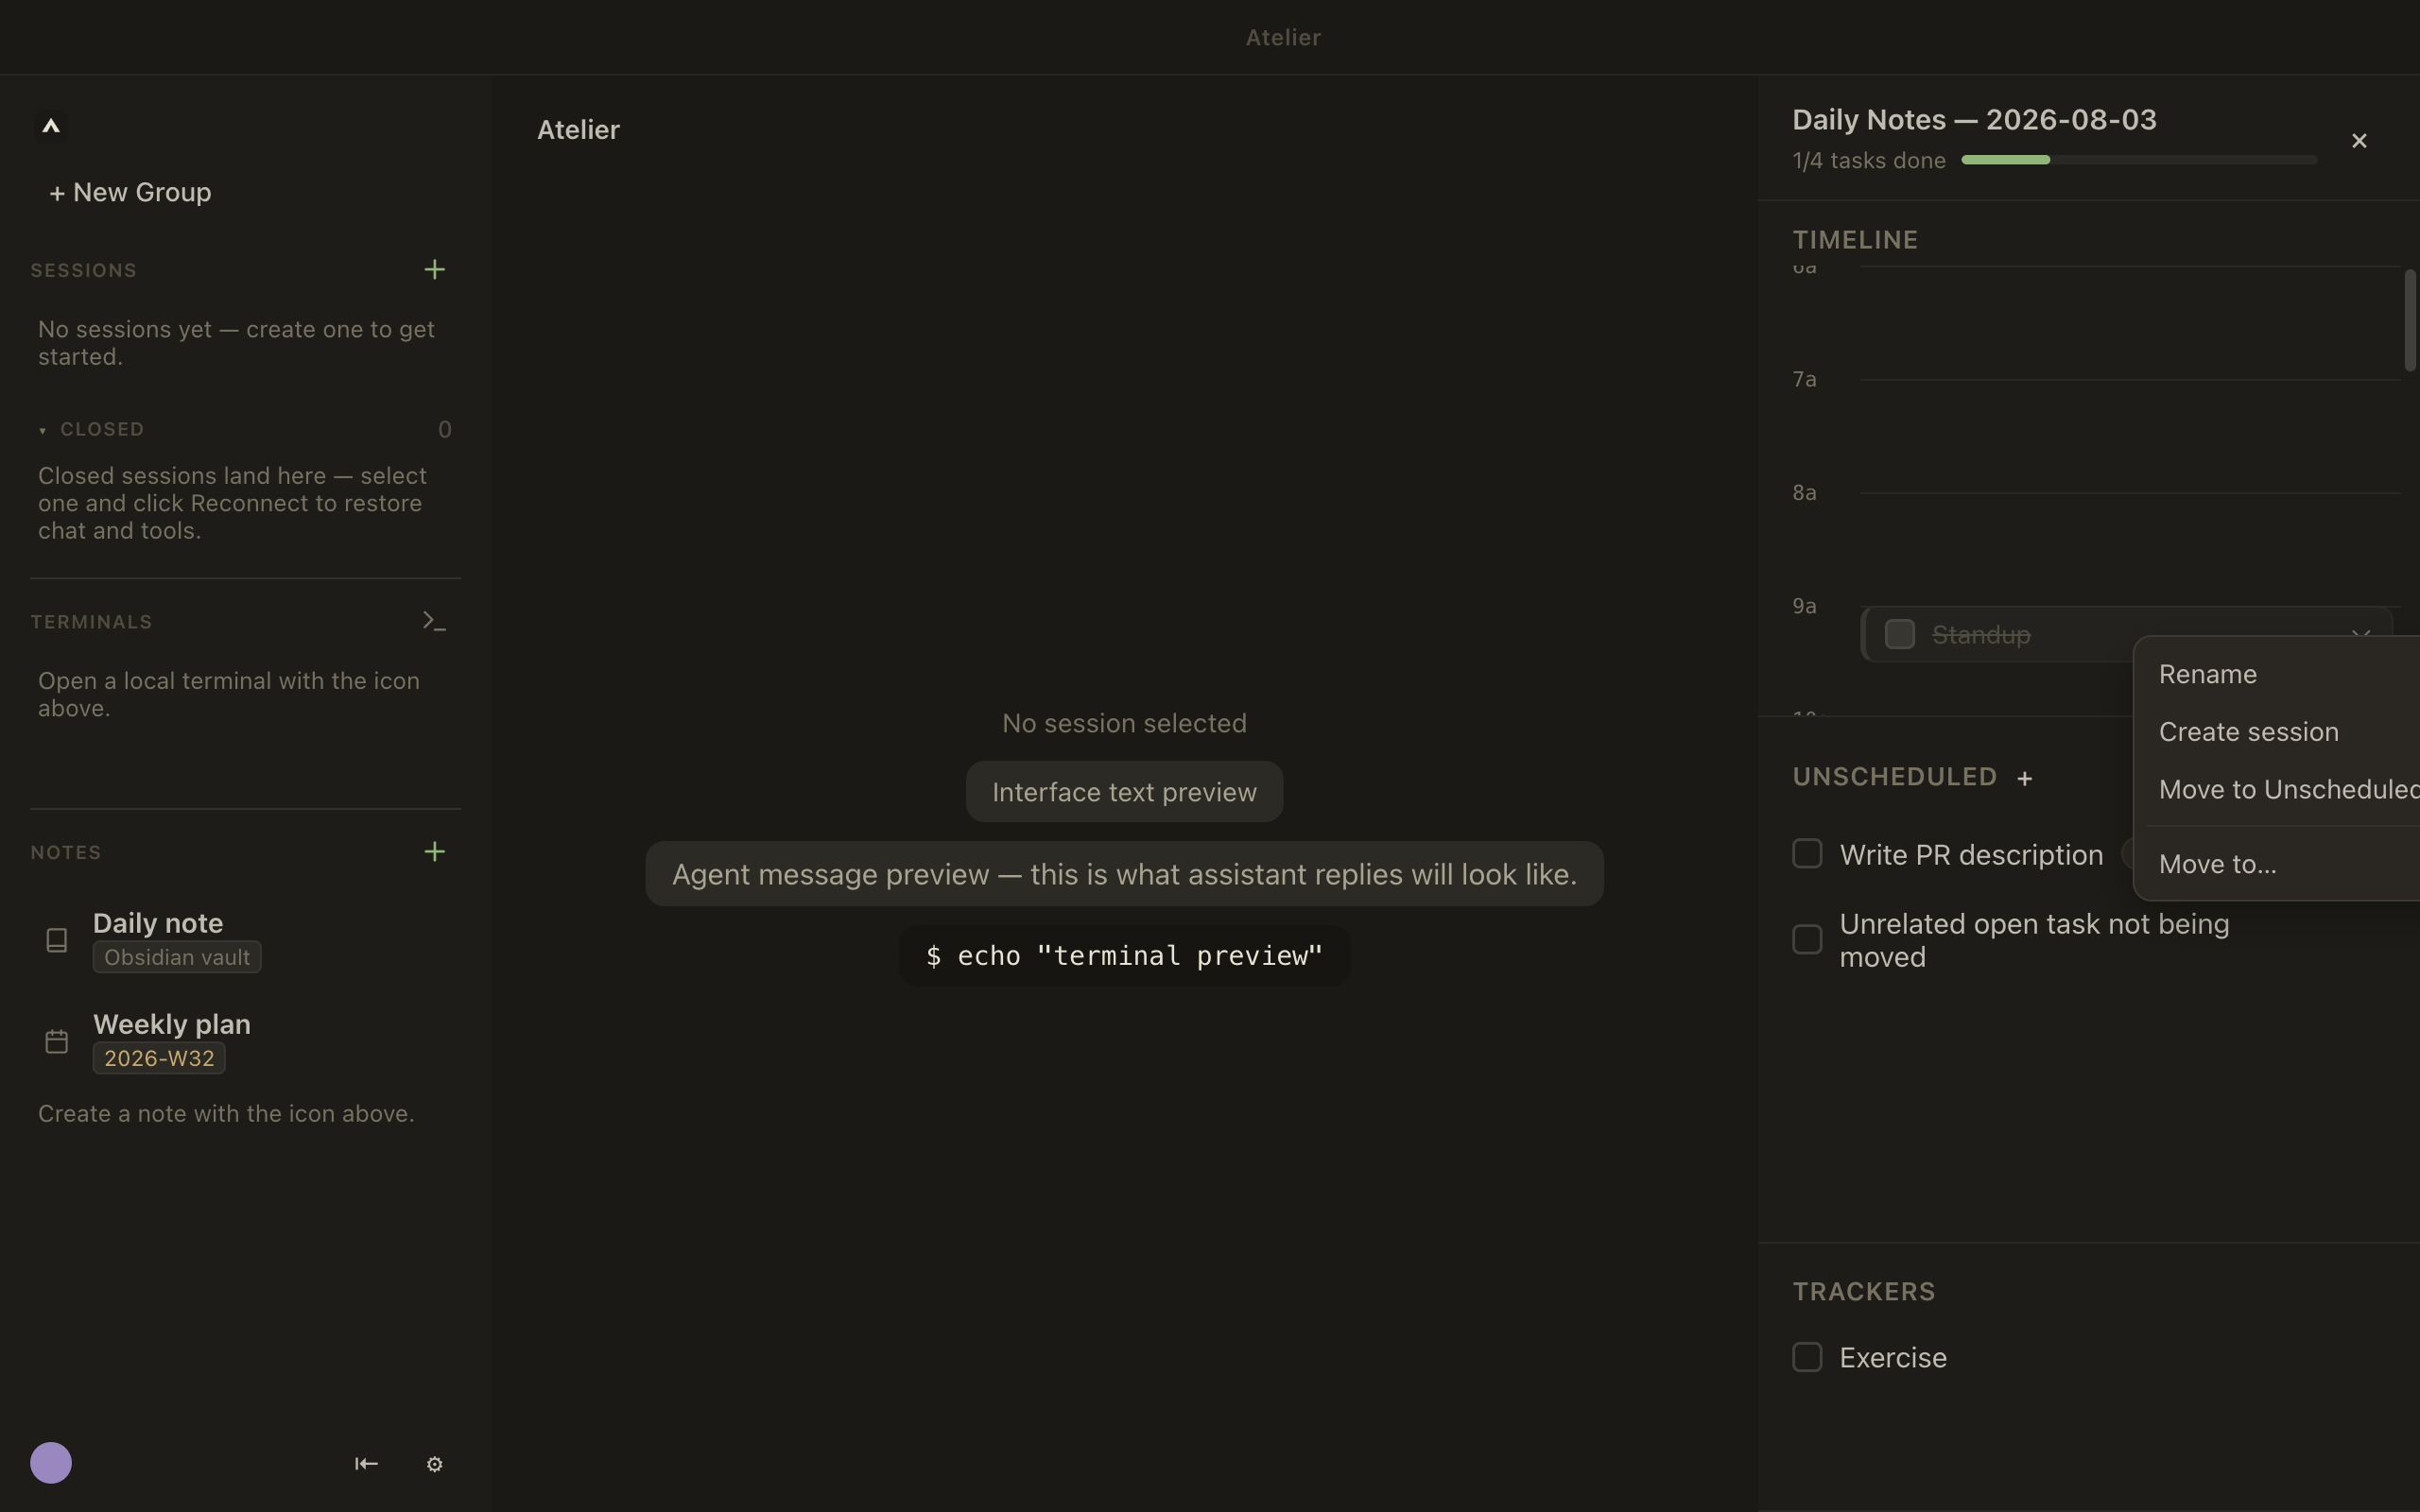 Atelier
+ New Group
SESSIONS
No sessions yet — create one to get
started.
CLOSED 0
Closed sessions land here — select
one and click Reconnect to restore
chat and tools.
TERMINALS
Open a local terminal with the icon
above.
NOTES
Daily note
Obsidian vault
Weekly plan
2026-W32
Create a note with the icon above.
Atelier
No session selected
Interface text preview
Agent message preview — this is what assistant replies will look like.
$ echo "terminal preview"
Daily Notes — 2026-08-03
1/4 tasks done
TIMELINE
6a
7a
8a
9a
Standup
Rename
Create session
Move to Unscheduled
Move to...
UNSCHEDULED +
Write PR description
Unrelated open task not being
moved
TRACKERS
Exercise